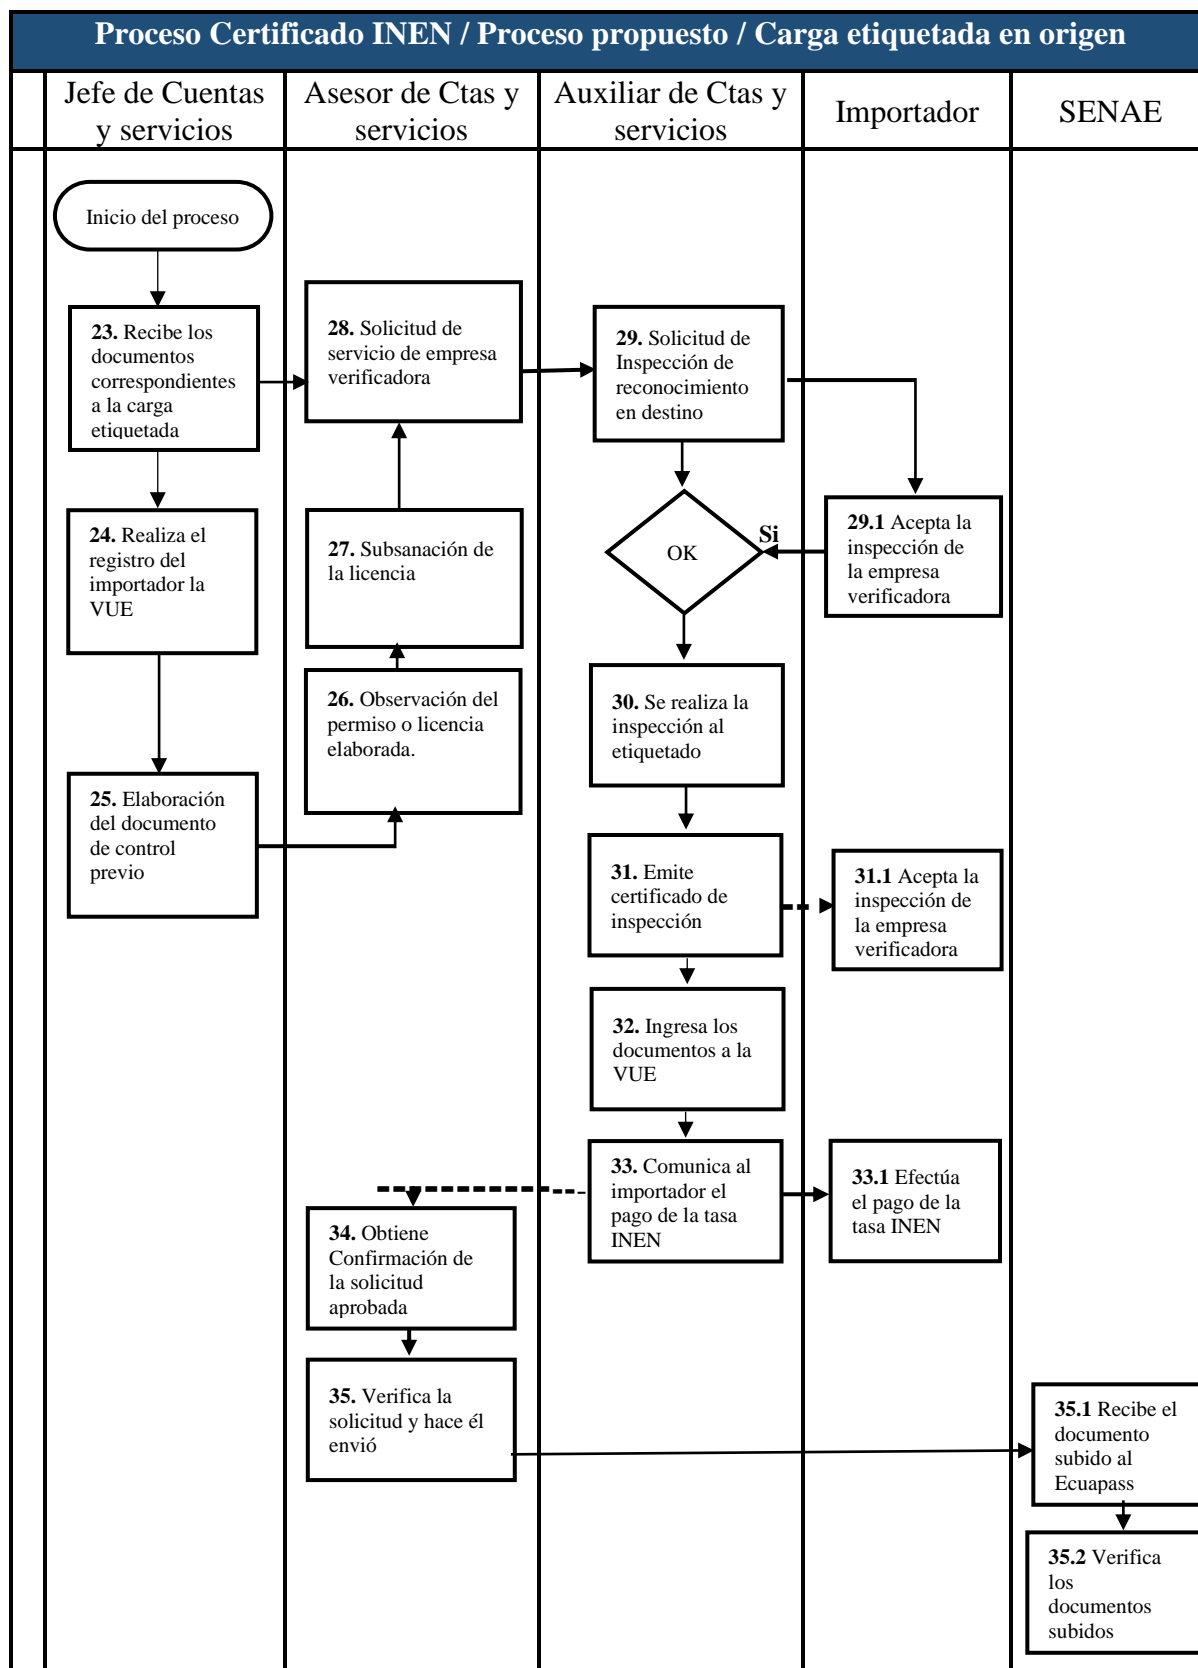 Proceso Certificado INEN / Proceso propuesto / Carga etiquetada en origen
Jefe de Cuentas
y servicios
Asesor de Ctas y
servicios
Auxiliar de Ctas y
servicios
Importador
SENAE
Inicio del proceso
23. Recibe los
documentos
correspondientes
a la carga
etiquetada
28. Solicitud de
servicio de empresa
verificadora
29. Solicitud de
Inspección de
reconocimiento
en destino
24. Realiza el
registro del
importador la
VUE
27. Subsanación de
la licencia
OK
Si
29.1 Acepta la
inspección de
la empresa
verificadora
26. Observación del
permiso o licencia
elaborada.
30. Se realiza la
inspección al
etiquetado
25. Elaboración
del documento
de control
previo
31. Emite
certificado de
inspección
31.1 Acepta la
inspección de
la empresa
verificadora
32. Ingresa los
documentos a la
VUE
33. Comunica al
importador el
pago de la tasa
INEN
33.1 Efectúa
el pago de la
tasa INEN
34. Obtiene
Confirmación de
la solicitud
aprobada
35. Verifica la
solicitud y hace él
envió
35.1 Recibe el
documento
subido al
Ecuapass
35.2 Verifica
los
documentos
subidos